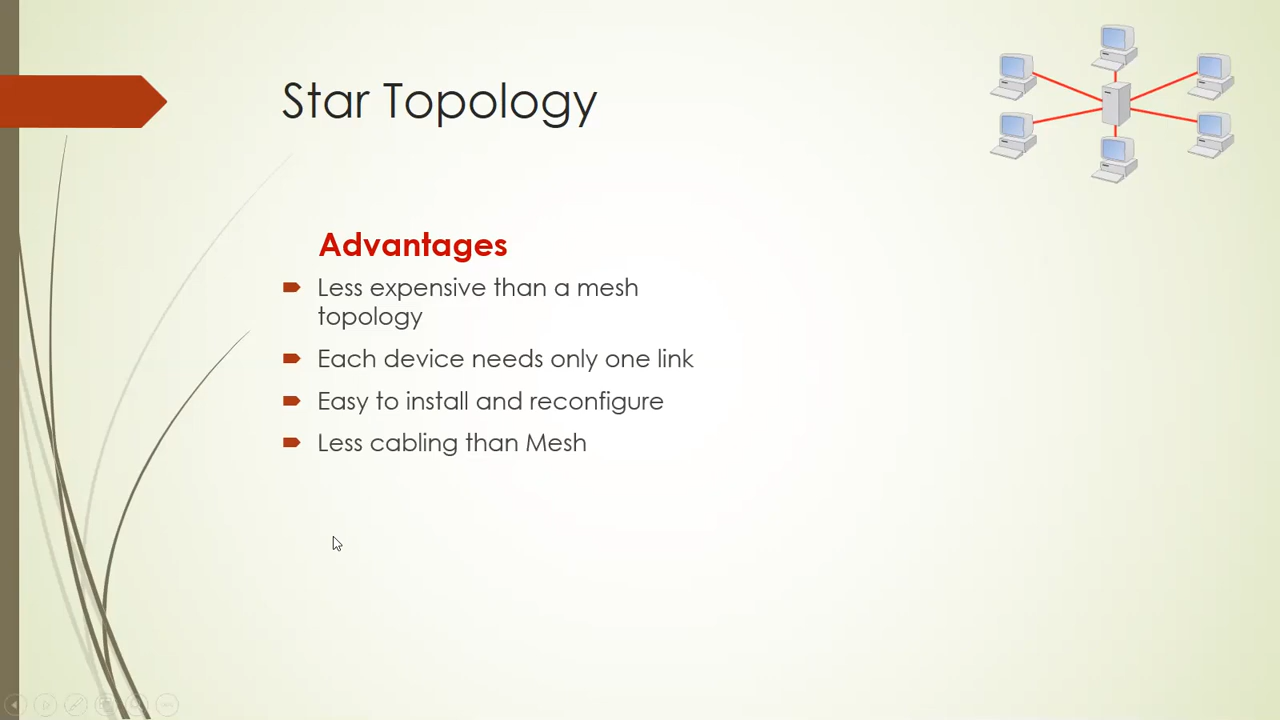 Star Topology
Advantages
Less expensive than a mesh
topology
Each device needs only one link
Easy to install and reconfigure
Less cabling than Mesh